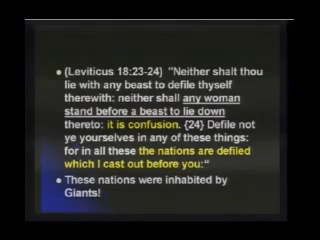 • (Leviticus 18:23-24)  "Neither shalt thou
lie with any beast to defile thyself
therewith: neither shall any woman
stand before a beast to lie down
thereto: it is confusion. {24} Defile not
ye yourselves in any of these things:
for in all these the nations are defiled
which I cast out before you:"
• These nations were inhabited by
Giants!